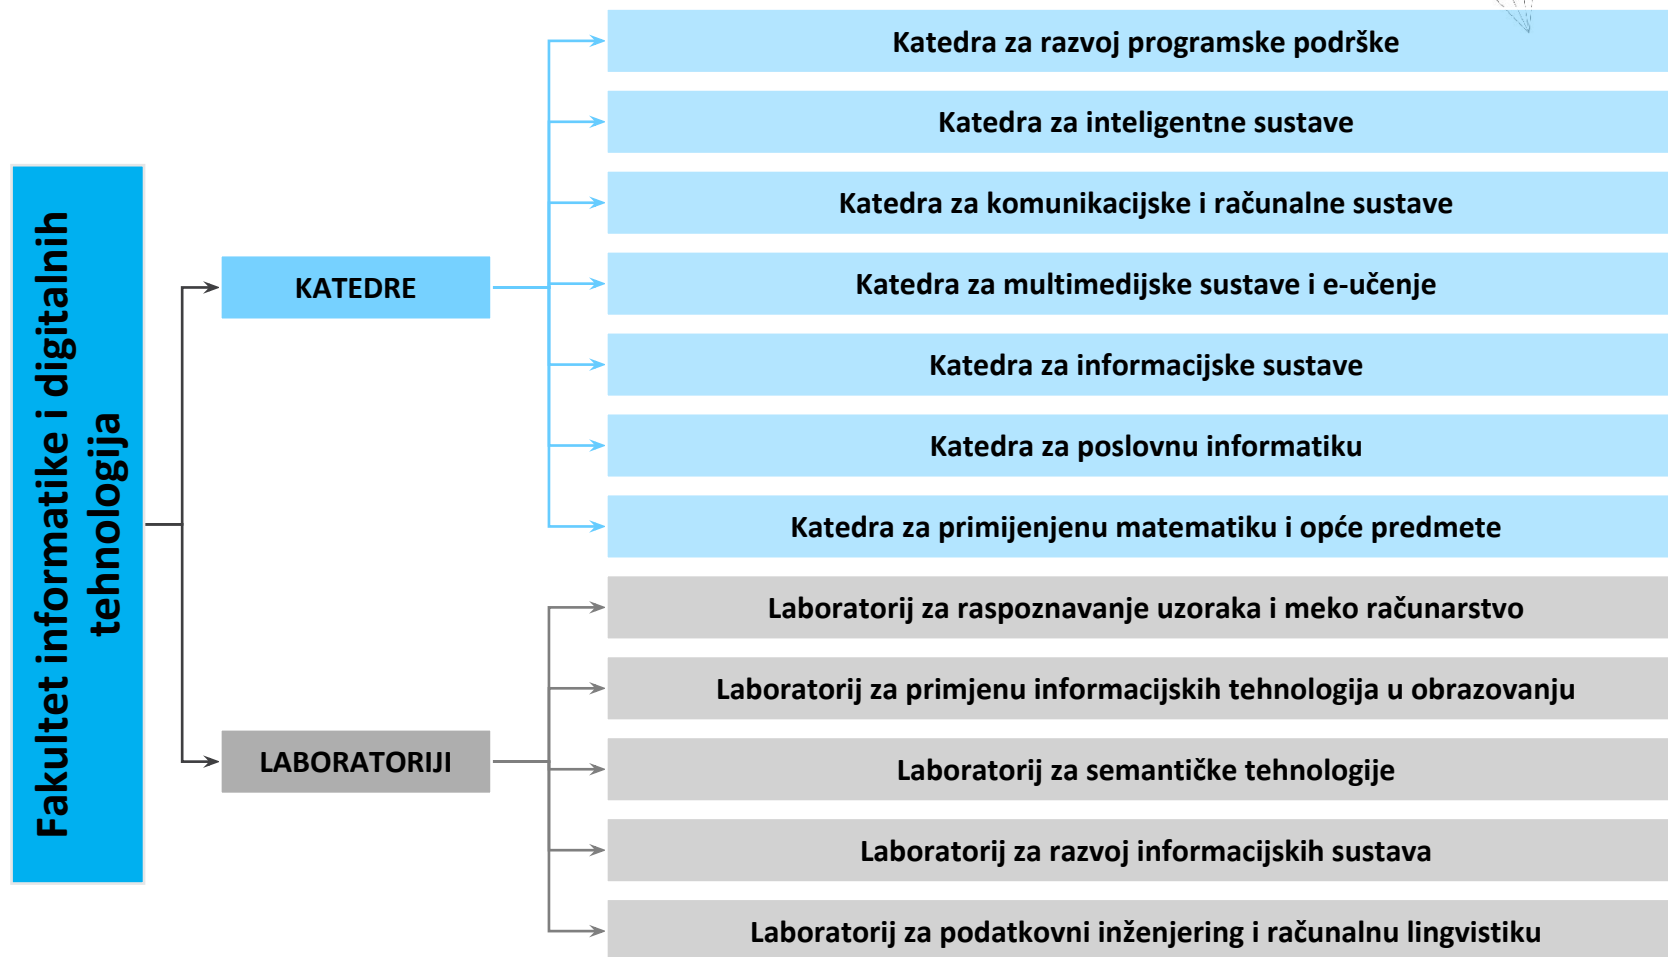 Fakultet informatike i digitalnih
tehnologija
KATEDRE
Katedra za razvoj programske podrške
Katedra za inteligentne sustave
Katedra za komunikacijske i računalne sustave
Katedra za multimedijske sustave i e-učenje
Katedra za informacijske sustave
Katedra za poslovnu informatiku
Katedra za primijenjenu matematiku i opće predmete
LABORATORIJI
Laboratorij za raspoznavanje uzoraka i meko računarstvo
Laboratorij za primjenu informacijskih tehnologija u obrazovanju
Laboratorij za semantičke tehnologije
Laboratorij za razvoj informacijskih sustava
Laboratorij za podatkovni inženjering i računalnu lingvistiku